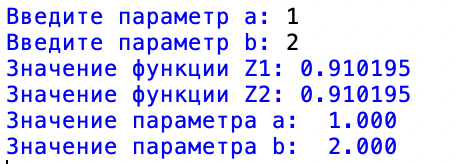 Введите параметр a: 1
Введите параметр b: 2
Значение функции Z1: 0.910195
Значение функции Z2: 0.910195
Значение параметра a:  1.000
Значение параметра b:  2.000